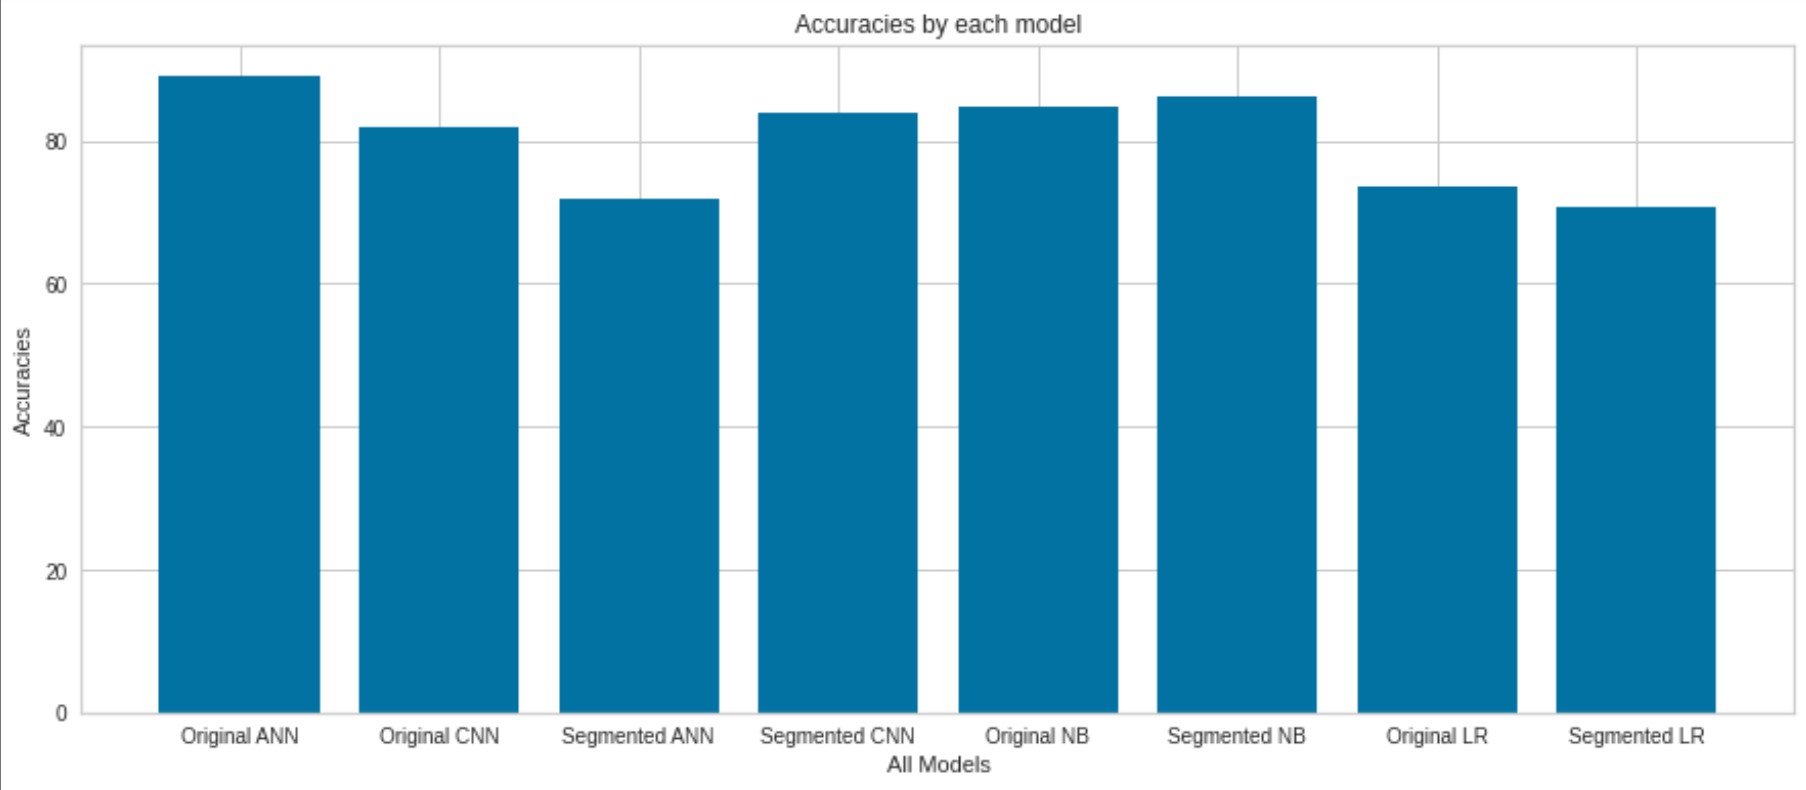 Accuracies by each model
80
60
40
20
0
Accuracies
Original ANN Original CNN Segmented ANN Segmented CNN Original NB Segmented NB Original LR Segmented LR
All Models